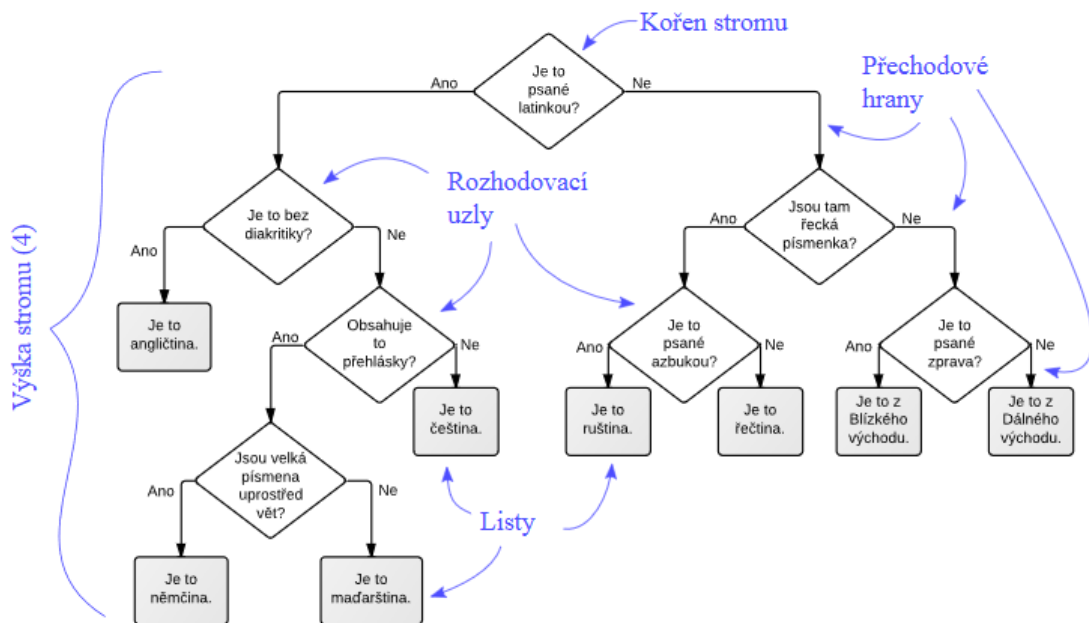 Kořen stromu
Ano
Je to
psané
latinkou?
Ne
Přechodové
hrany
Výška stromu (4)
Rozhodovací
uzly
Je to bez
diakritiky?
Ano
Ne
Ano
Jsou tam
řecká
písmenka?
Ne
Je to
angličtina.
Ano
Obsahuje
to
přehlásky?
Ne
Ano
Je to
psané
azbukou?
Ne
Ano
Je to
psané
zprava?
Ne
Je to
čeština.
Je to
ruština.
Je to
řečtina.
Je to z
Blízkého
východu.
Je to z
Dálného
východu.
Ano
Jsou velká
písmena
uprostřed
vět?
Ne
Listy
Je to
němčina.
Je to
maďarština.